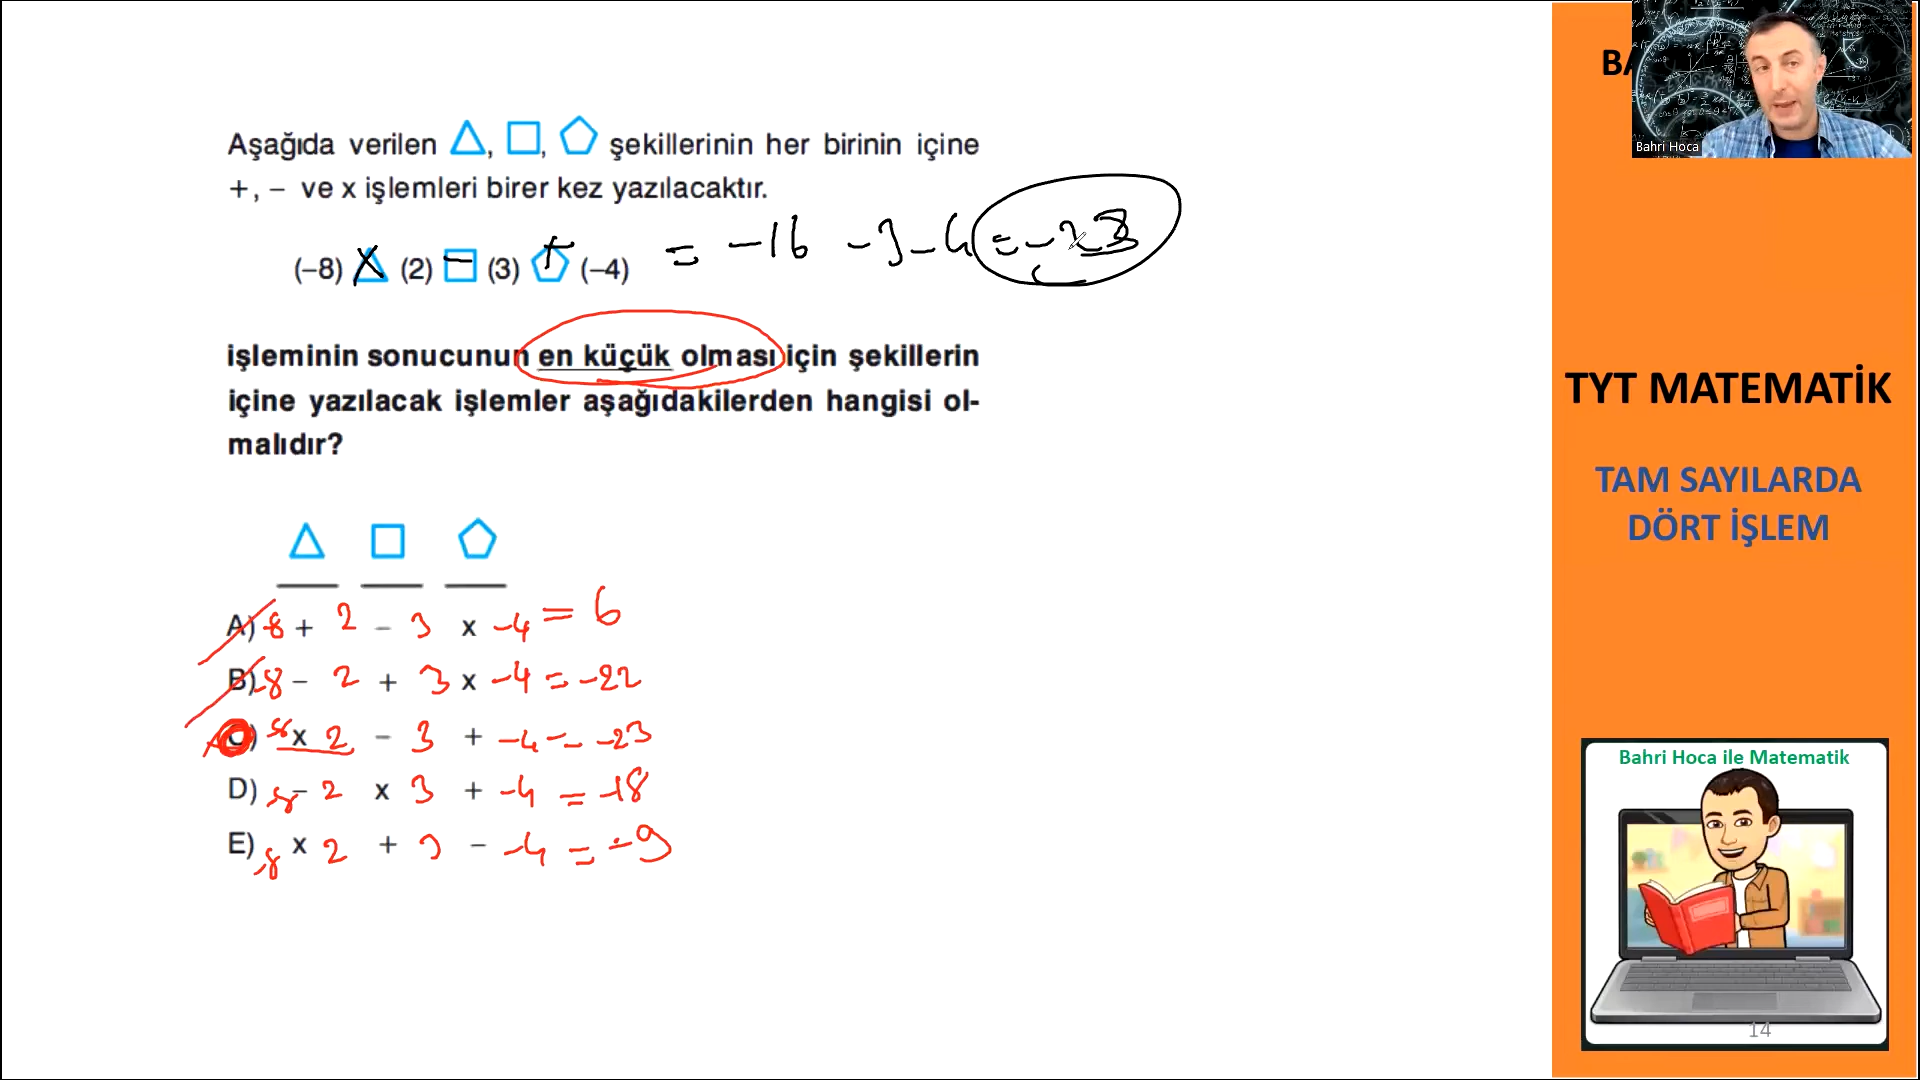 BA
Bahri Hoca
Aşağıda verilen , , şekillerinin her birinin içine
+, – ve x işlemleri birer kez yazılacaktır.
(–8) x (2) – (3) + (–4) = -16 -3 -4 = -23
işleminin sonucunun en küçük olması için şekillerin
içine yazılacak işlemler aşağıdakilerden hangisi ol-
malıdır?
A) -8 + 2 – 3 x -4 = 6
B) -8 – 2 + 3 x -4 = -22
C) -8 x 2 – 3 + -4 = -23
D) -8 – 2 x 3 + -4 = -18
E) -8 x 2 + 3 – -4 = -9
TYT MATEMATİK
TAM SAYILARDA
DÖRT İŞLEM
Bahri Hoca ile Matematik
14